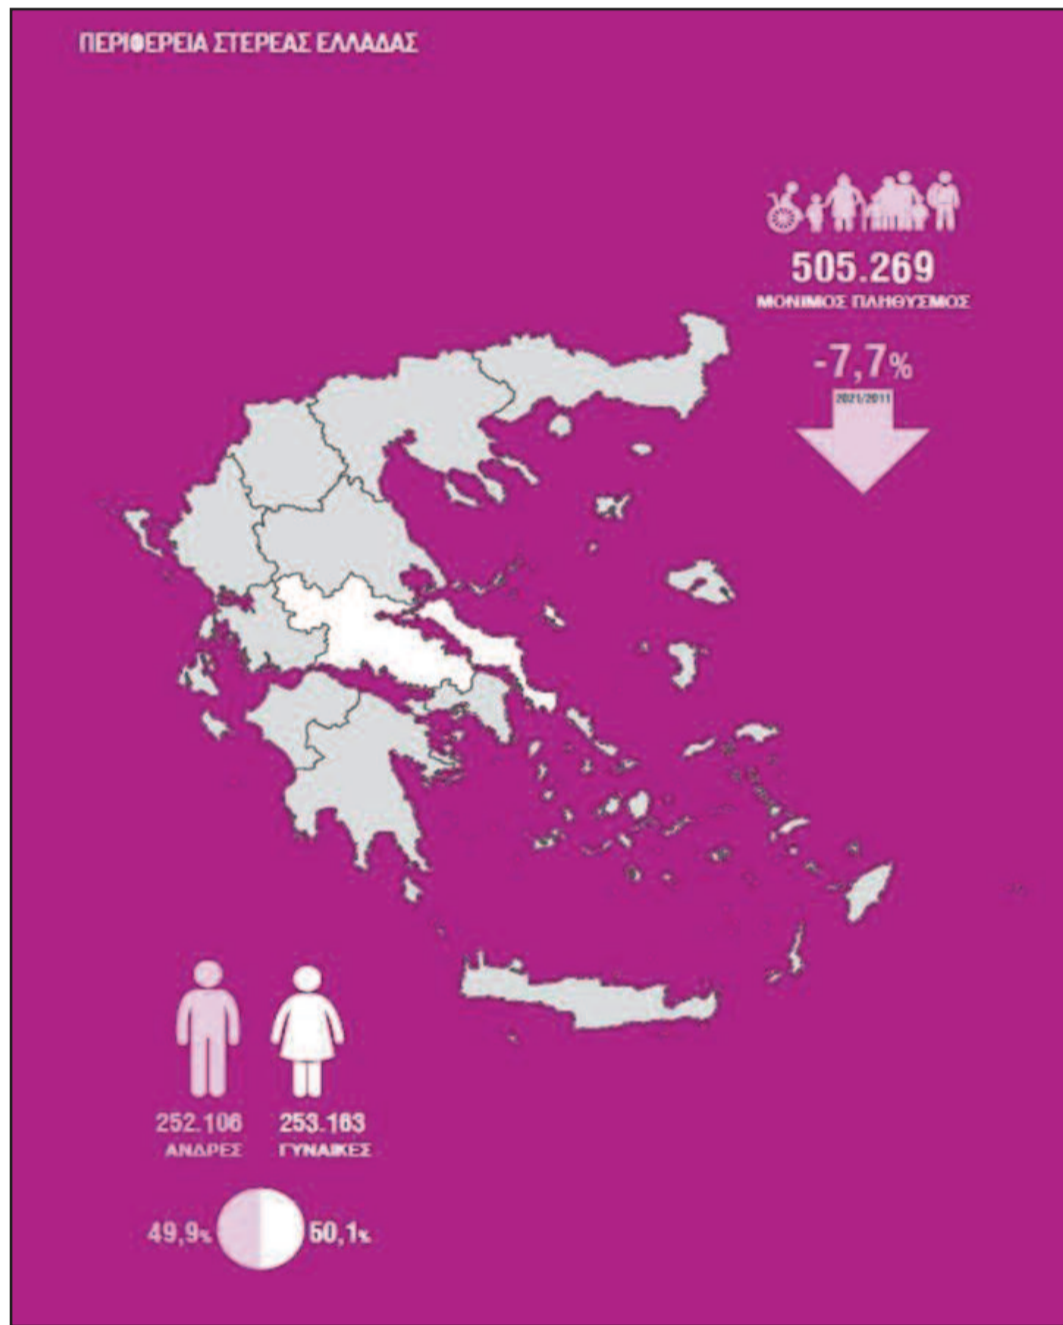 ΠΕΡΙΦΕΡΕΙΑ ΣΤΕΡΕΑΣ ΕΛΛΑΔΑΣ
505.269
ΜΟΝΙΜΟΣ ΠΛΗΘΥΣΜΟΣ
-7,7%
2021/2011
252.106
ΑΝΔΡΕΣ
253.163
ΓΥΝΑΙΚΕΣ
49,9%
50,1%